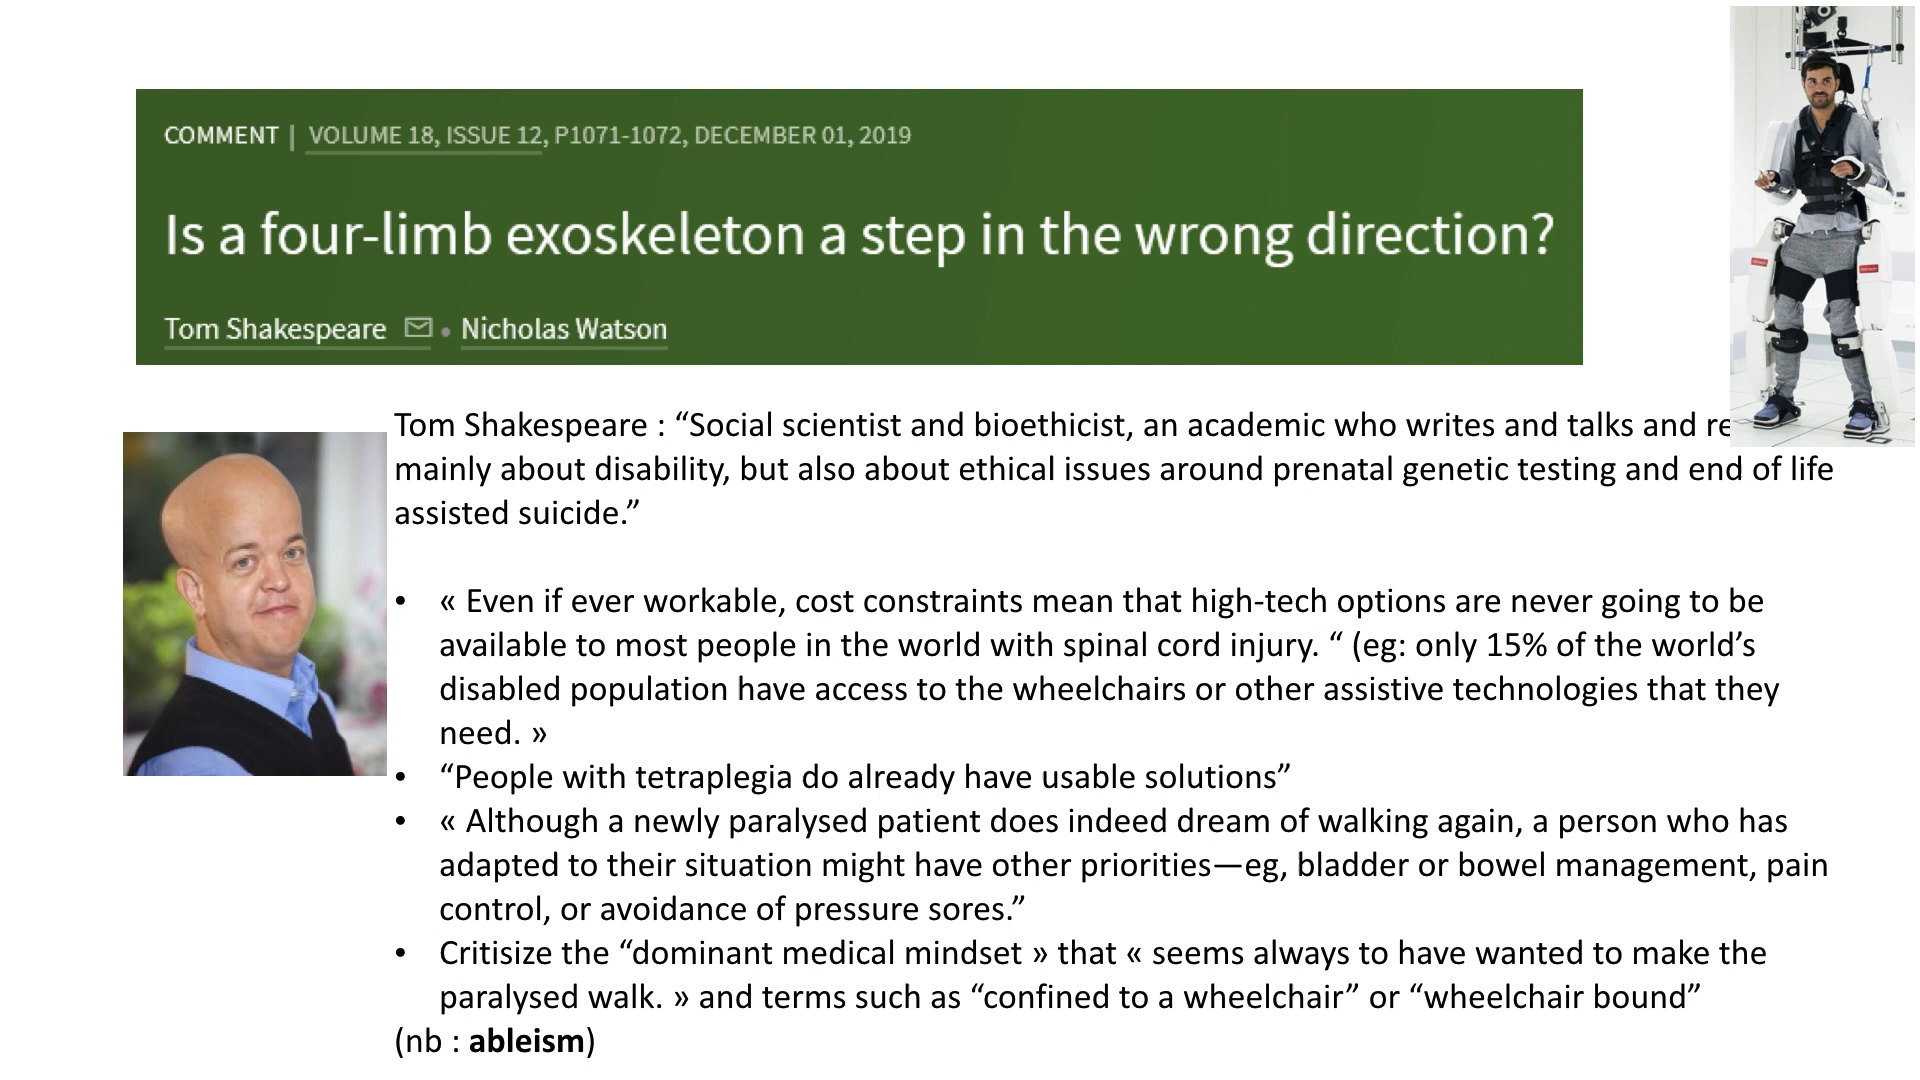 COMMENT | VOLUME 18, ISSUE 12, P1071-1072, DECEMBER 01, 2019
Is a four-limb exoskeleton a step in the wrong direction?
Tom Shakespeare • Nicholas Watson
Tom Shakespeare : “Social scientist and bioethicist, an academic who writes and talks and
mainly about disability, but also about ethical issues around prenatal genetic testing and end of life
assisted suicide.”
• « Even if ever workable, cost constraints mean that high-tech options are never going to be
available to most people in the world with spinal cord injury. “ (eg: only 15% of the world’s
disabled population have access to the wheelchairs or other assistive technologies that they
need. »
• “People with tetraplegia do already have usable solutions”
• « Although a newly paralysed patient does indeed dream of walking again, a person who has
adapted to their situation might have other priorities—eg, bladder or bowel management, pain
control, or avoidance of pressure sores.”
• Critisize the “dominant medical mindset » that « seems always to have wanted to make the
paralysed walk. » and terms such as “confined to a wheelchair” or “wheelchair bound”
(nb : ableism)